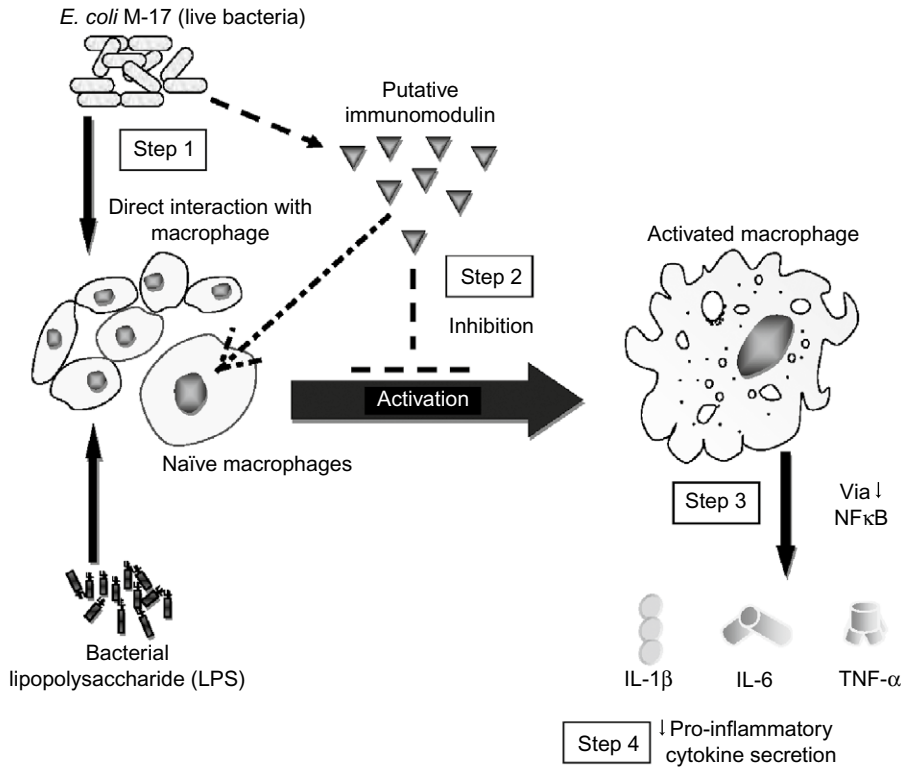 E. coli M-17 (live bacteria)
Putative
immunomodulin
Step 1
Direct interaction with
macrophage
Step 2
Inhibition
Activated macrophage
Activation
Naïve macrophages
Step 3
Via ↓
NFκB
Bacterial
lipopolysaccharide (LPS)
IL-1β
IL-6
TNF-α
Step 4
↓ Pro-inflammatory
cytokine secretion